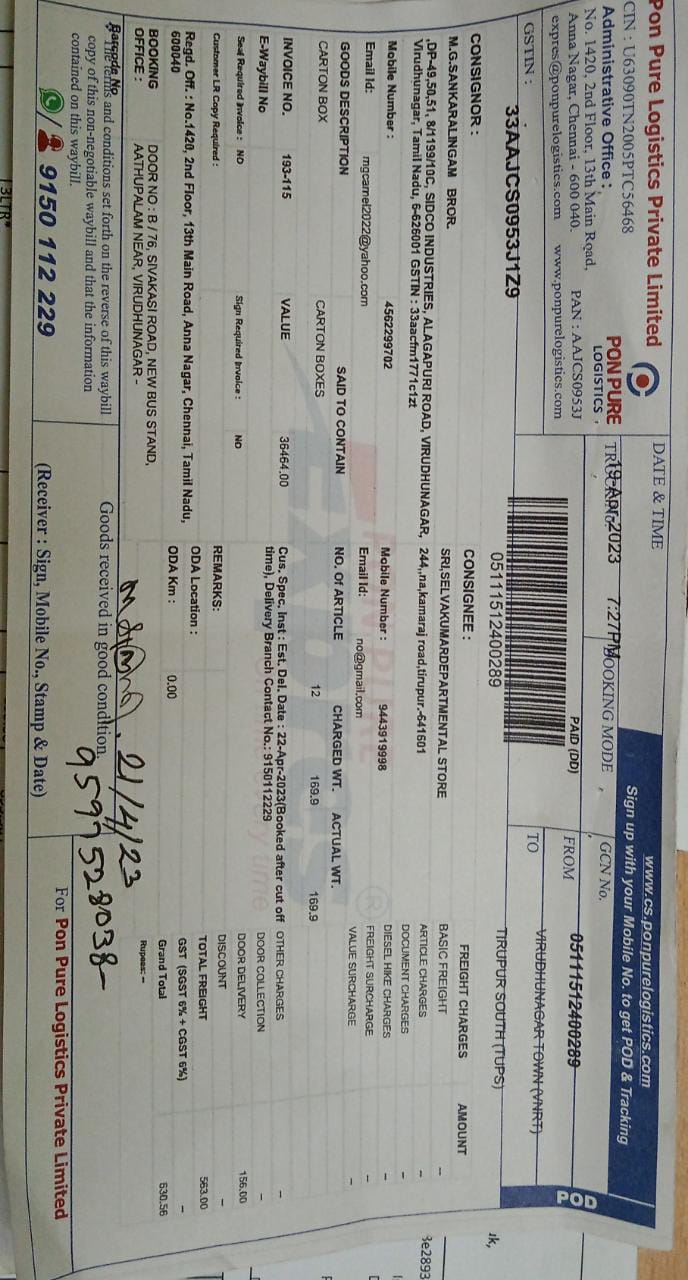 Pon Pure Logistics Private Limited
CIN : U63090TN2005PTC56468
Administrative Office :
No. 1420, 2nd Floor, 13th Main Road,
Anna Nagar, Chennai - 600 040. PAN : AAJCS0953J
expres@ponpurelogistics.com www.ponpurelogistics.com
PON PURE
LOGISTICS
GSTIN : 33AAJCS0953J1Z9
DATE & TIME
19-Apr-2023 7:27PM
BOOKING MODE
PAID (DD)
05111512400289
www.cs.ponpurelogistics.com
Sign up with your Mobile No. to get POD & Tracking
GCN No. 05111512400289
FROM VIRUDHUNAGAR TOWN (VNRT)
TO TIRUPUR SOUTH (TUPS)
POD
CONSIGNOR :
M.G.SANKARALINGAM BROR.
,DP-49,50,51, 8/1199/10C, SIDCO INDUSTRIES, ALAGAPURI ROAD, VIRUDHUNAGAR,
Virudhunagar, Tamil Nadu, 6-626001 GSTIN : 33aacfm1771c1zt
Mobile Number : 4562299702
Email Id: mgcamel2022@yahoo.com
CONSIGNEE :
SRI.SELVAKUMARDEPARTMENTAL STORE
244,,na,kamaraj road,tirupur.-641601
Mobile Number : 9443919998
Email Id: no@gmail.com
GOODS DESCRIPTION SAID TO CONTAIN NO. Of ARTICLE CHARGED WT. ACTUAL WT.
CARTON BOX CARTON BOXES 12 169.9 169.9
INVOICE NO. 193-115 VALUE 36464.00
E-Waybill No
Seal Required Invoice : NO Sign Required Invoice : NO
Customer LR Copy Required :
Cus. Spec. Inst : Est. Del. Date : 22-Apr-2023(Booked after cut off
time), Delivery Branch Contact No.: 9150112229
REMARKS:
ODA Location :
ODA Km : 0.00
Regd. Off. : No.1420, 2nd Floor, 13th Main Road, Anna Nagar, Chennai, Tamil Nadu,
600040
BOOKING DOOR NO : B / 76, SIVAKASI ROAD, NEW BUS STAND,
OFFICE : AATHUPALAM NEAR, VIRUDHUNAGAR -
FREIGHT CHARGES AMOUNT
BASIC FREIGHT –
ARTICLE CHARGES –
DOCUMENT CHARGES –
DIESEL HIKE CHARGES –
FREIGHT SURCHARGE –
VALUE SURCHARGE –
OTHER CHARGES –
DOOR COLLECTION –
DOOR DELIVERY 156.00
DISCOUNT
TOTAL FREIGHT 563.00
GST (SGST 6% + CGST 6%) –
Grand Total 630.56
Rupees: –
Barcode No
The terms and conditions set forth on the reverse of this waybill
copy of this non-negotiable waybill and that the information
contained on this waybill.
/ 9150 112 229
Goods received in good condition.
21/4/23
9597528038
(Receiver : Sign, Mobile No., Stamp & Date)
For Pon Pure Logistics Private Limited
3LTR*
3e2893